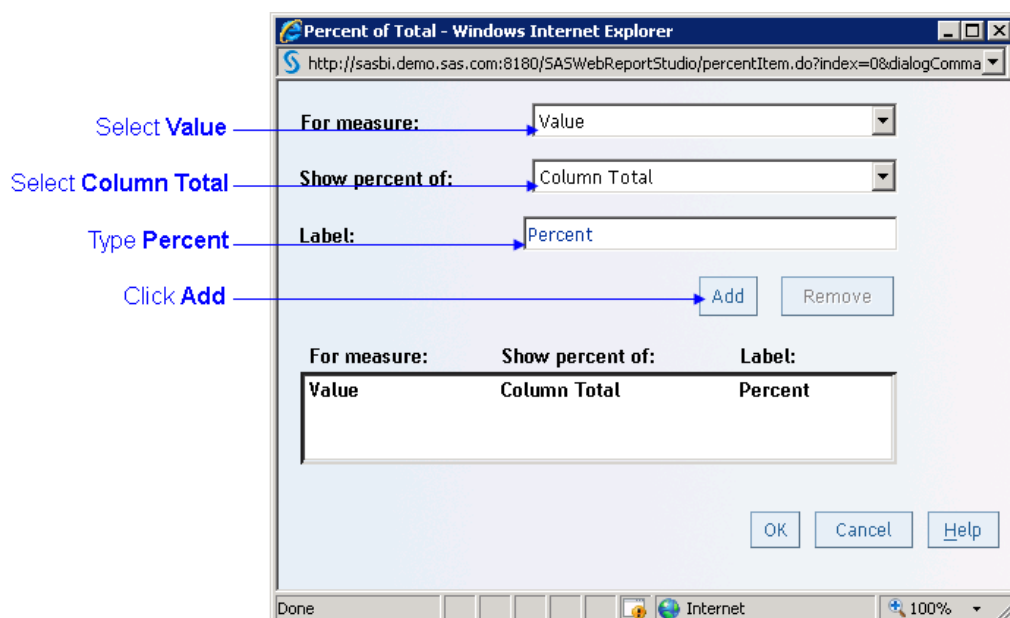 Percent of Total - Windows Internet Explorer
http://sasbi.demo.sas.com:8180/SASWebReportStudio/percentItem.do?index=0&dialogComma
Select Value
For measure:
Value
Select Column Total
Show percent of:
Column Total
Type Percent
Label:
Percent
Click Add
Add
Remove
For measure: Show percent of: Label:
Value Column Total Percent
OK Cancel Help
Done
Internet
100%